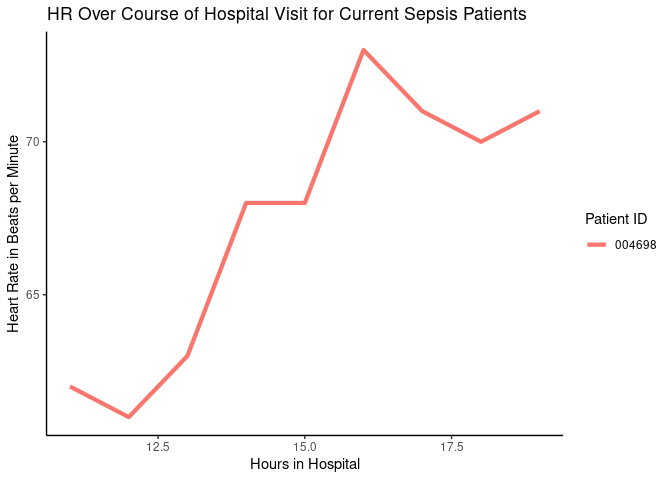 HR Over Course of Hospital Visit for Current Sepsis Patients
Heart Rate in Beats per Minute
70
65
12.5
15.0
17.5
Hours in Hospital
Patient ID
004698